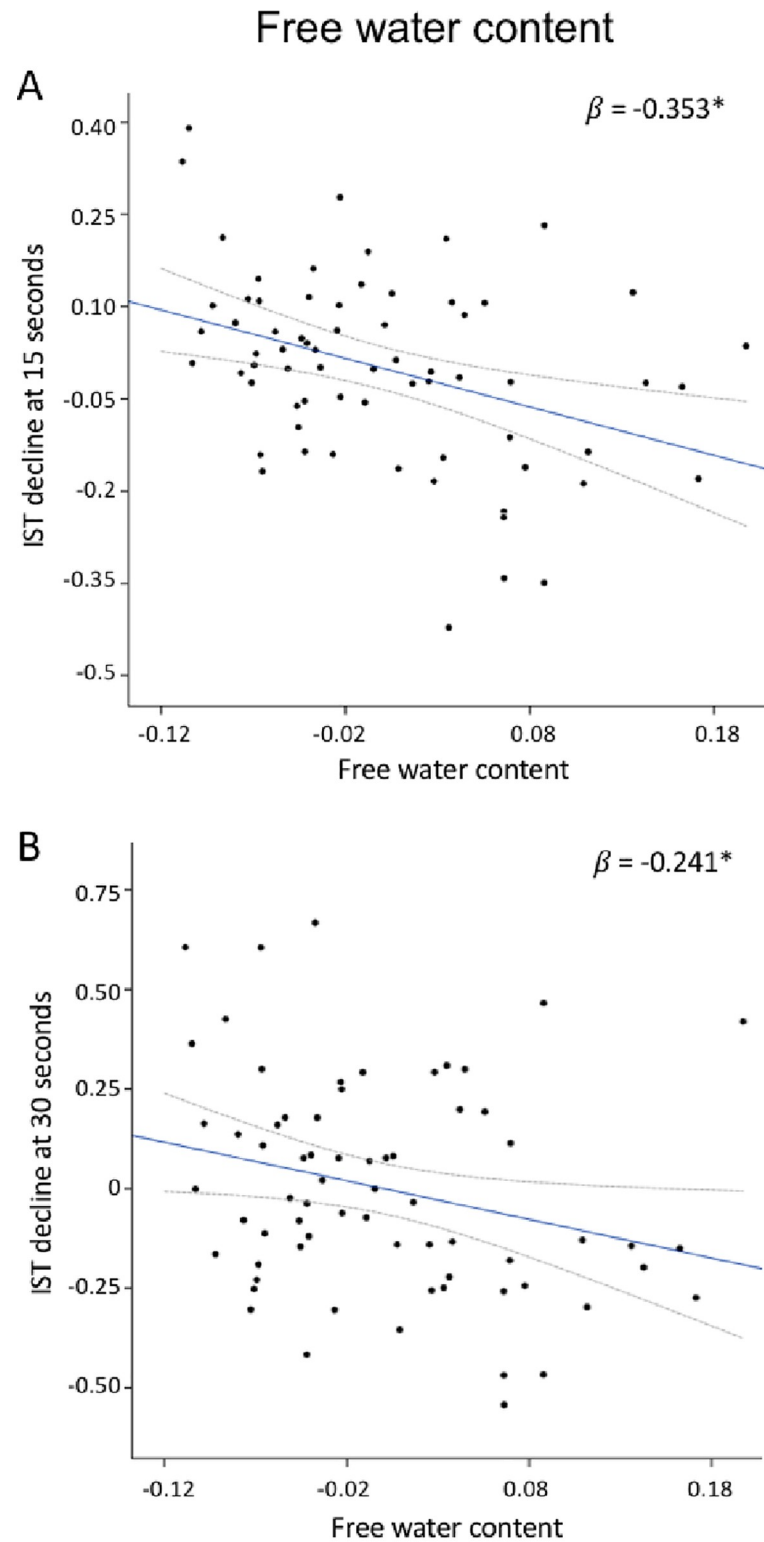 Free water content
A
β = -0.353*
0.40
0.25
0.10
-0.05
-0.2
-0.35
-0.5
IST decline at 15 seconds
-0.12 -0.02 0.08 0.18
Free water content
B
β = -0.241*
0.75
0.50
0.25
0
-0.25
-0.50
IST decline at 30 seconds
-0.12 -0.02 0.08 0.18
Free water content